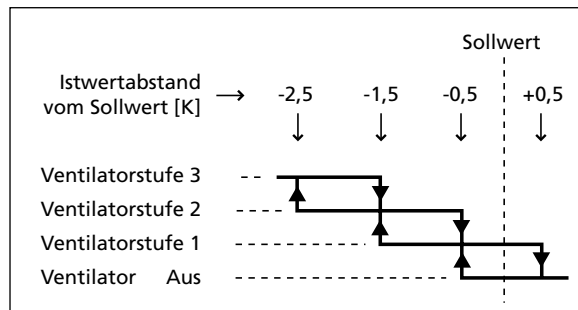 Sollwert
Istwertabstand
vom Sollwert [K] → -2,5 -1,5 -0,5 +0,5
Ventilatorstufe 3
Ventilatorstufe 2
Ventilatorstufe 1
Ventilator Aus